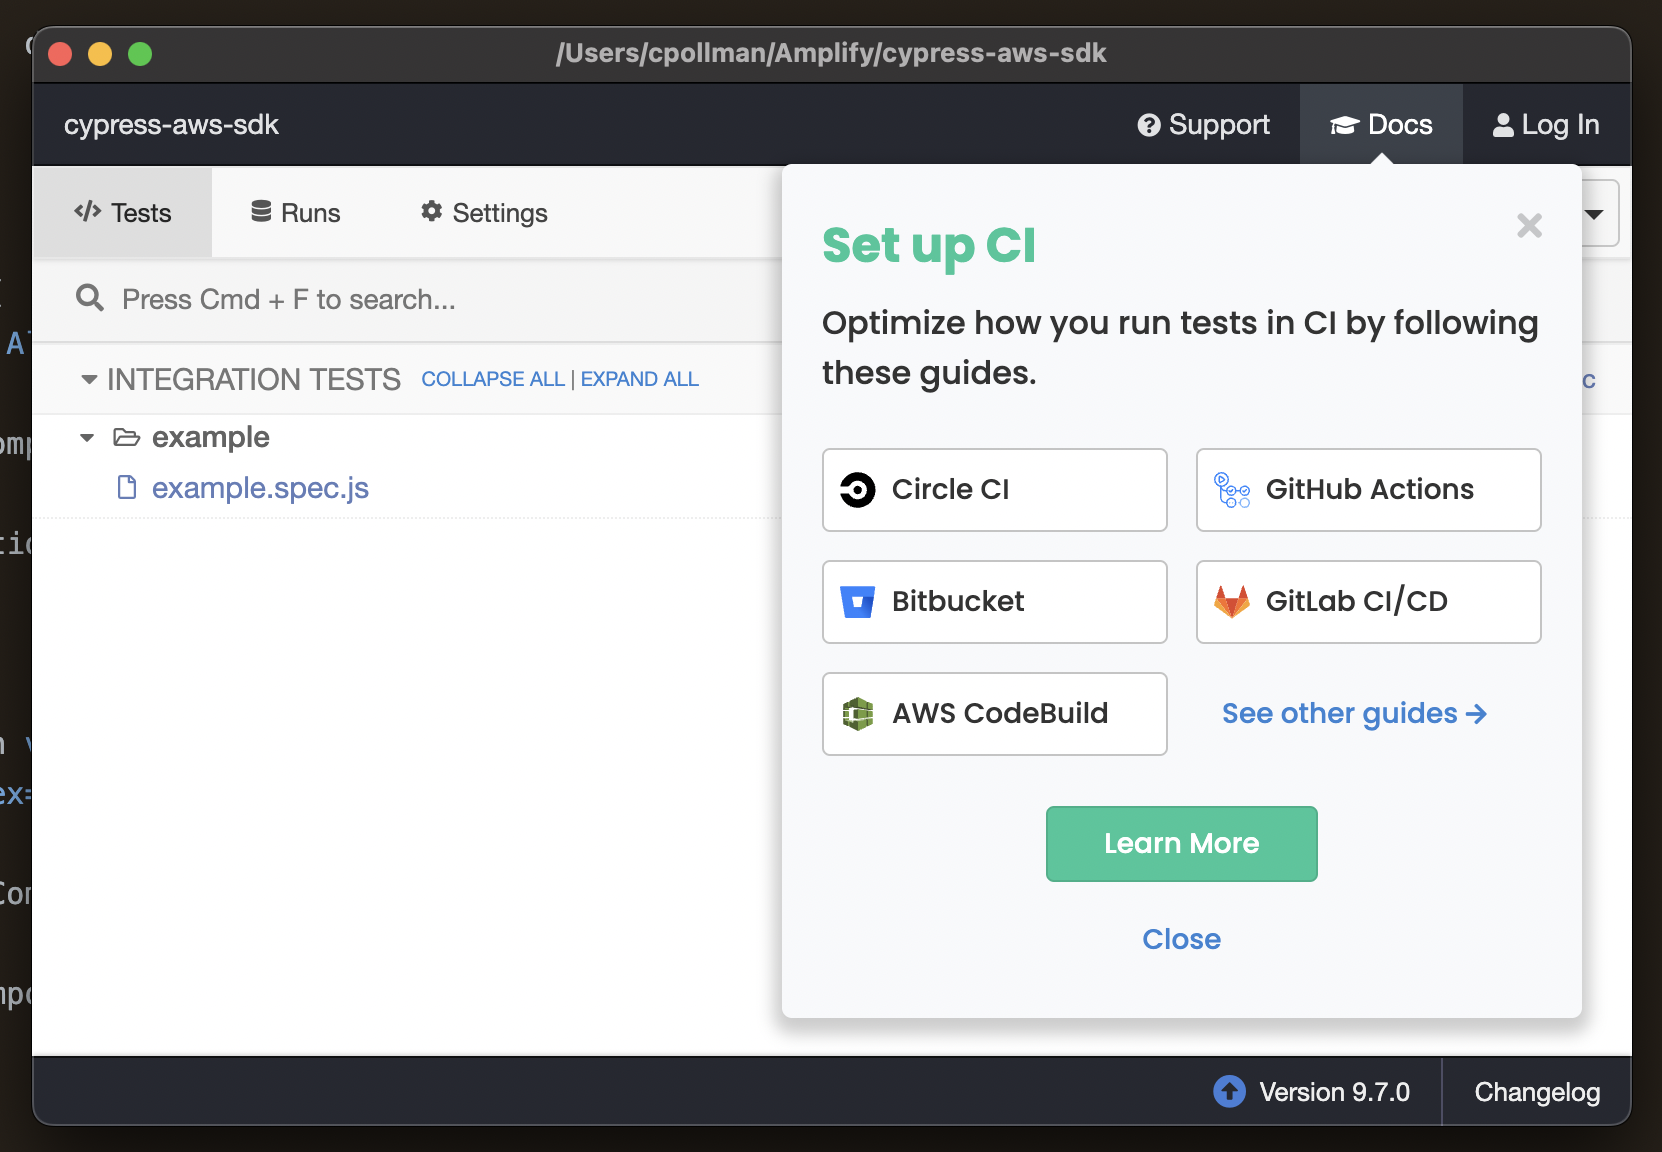 /Users/cpollman/Amplify/cypress-aws-sdk
cypress-aws-sdk
Support
Docs
Log In
Tests
Runs
Settings
Press Cmd + F to search...
INTEGRATION TESTS
COLLAPSE ALL | EXPAND ALL
example
example.spec.js
Set up CI
Optimize how you run tests in CI by following
these guides.
Circle CI
GitHub Actions
Bitbucket
GitLab CI/CD
AWS CodeBuild
See other guides →
Learn More
Close
Version 9.7.0
Changelog